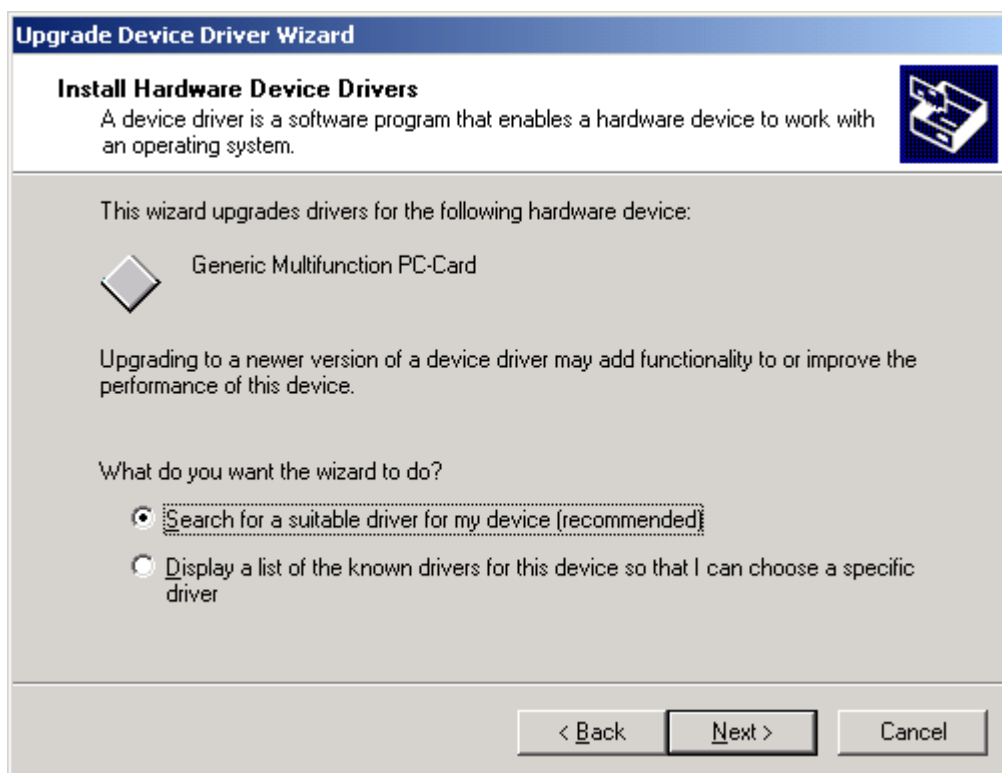 Upgrade Device Driver Wizard
Install Hardware Device Drivers
A device driver is a software program that enables a hardware device to work with
an operating system.
This wizard upgrades drivers for the following hardware device:
Generic Multifunction PC-Card
Upgrading to a newer version of a device driver may add functionality to or improve the
performance of this device.
What do you want the wizard to do?
Search for a suitable driver for my device (recommended)
Display a list of the known drivers for this device so that I can choose a specific
driver
< Back
Next >
Cancel